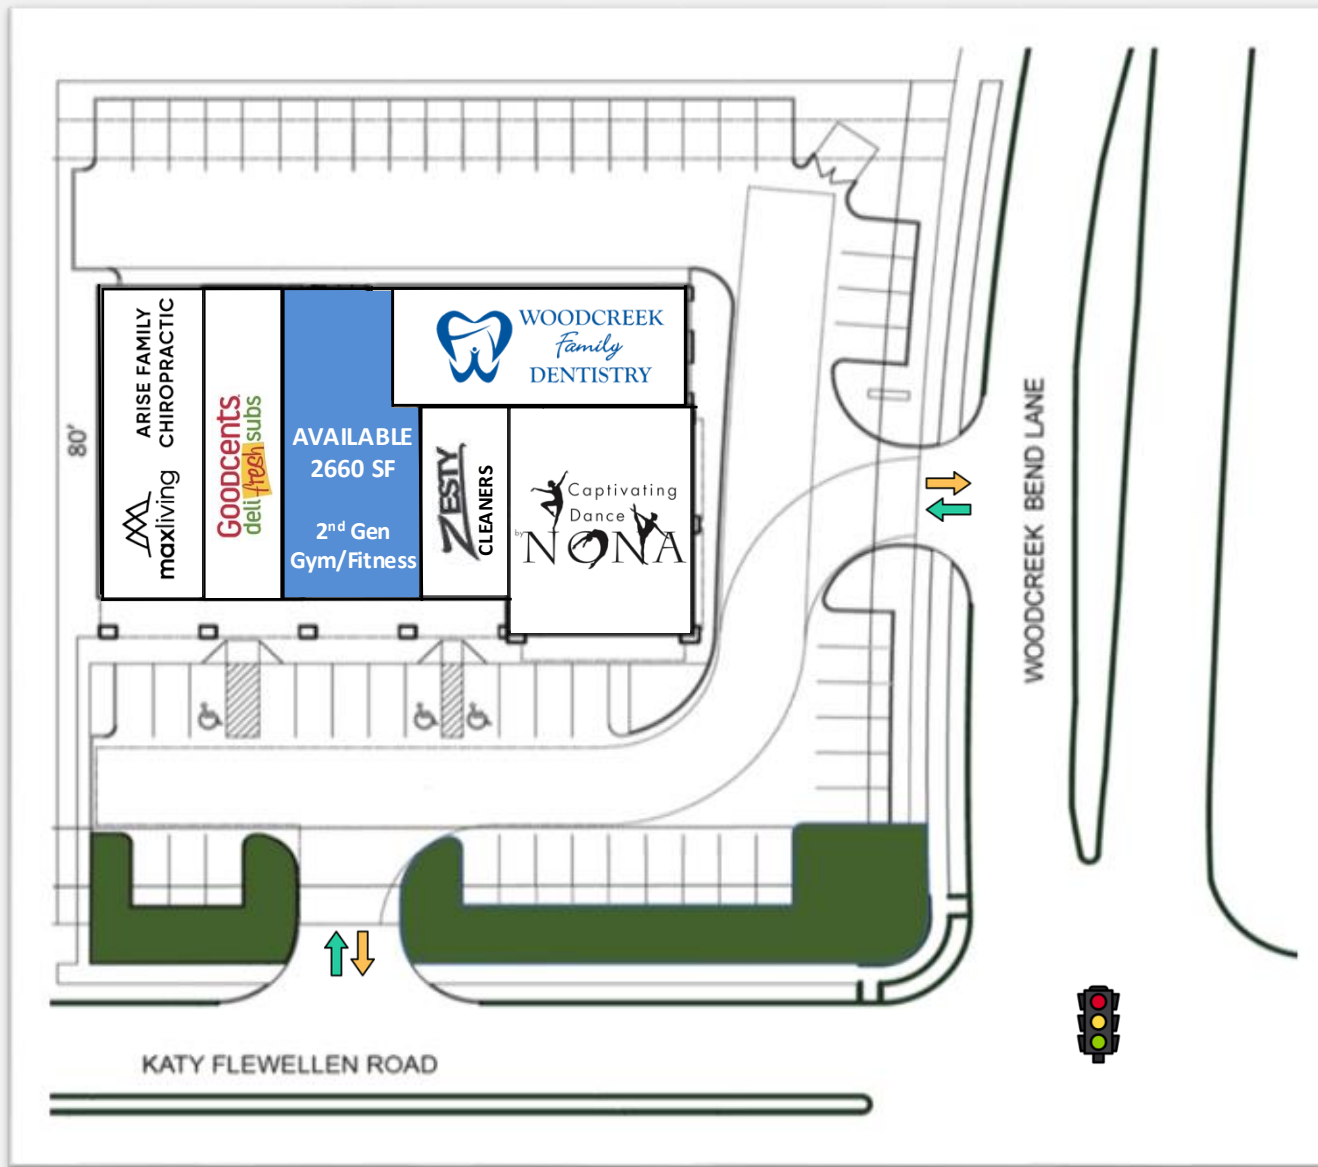 80'
ARISE FAMILY
CHIROPRACTIC
maxliving
GOODCENTS
deli fresh subs
AVAILABLE
2660 SF
2nd Gen
Gym/Fitness
WOODCREEK
Family
DENTISTRY
ZESTY
CLEANERS
Captivating
Dance
by
NONA
WOODCREEK BEND LANE
KATY FLEWELLEN ROAD